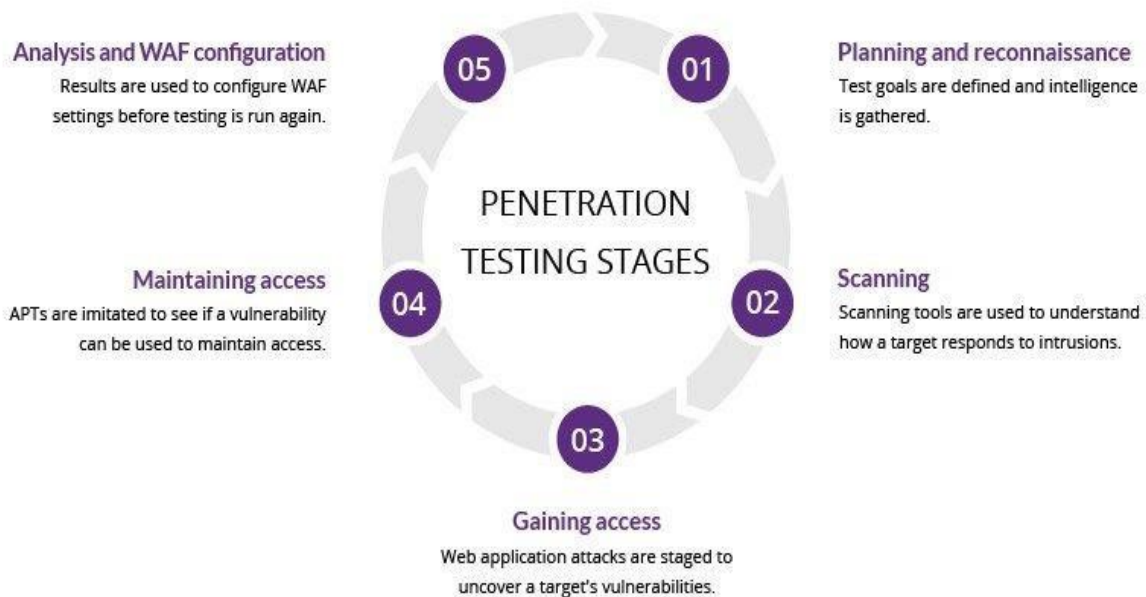 PENETRATION
TESTING STAGES
01
Planning and reconnaissance
Test goals are defined and intelligence
is gathered.
02
Scanning
Scanning tools are used to understand
how a target responds to intrusions.
03
Gaining access
Web application attacks are staged to
uncover a target's vulnerabilities.
04
Maintaining access
APTs are imitated to see if a vulnerability
can be used to maintain access.
05
Analysis and WAF configuration
Results are used to configure WAF
settings before testing is run again.